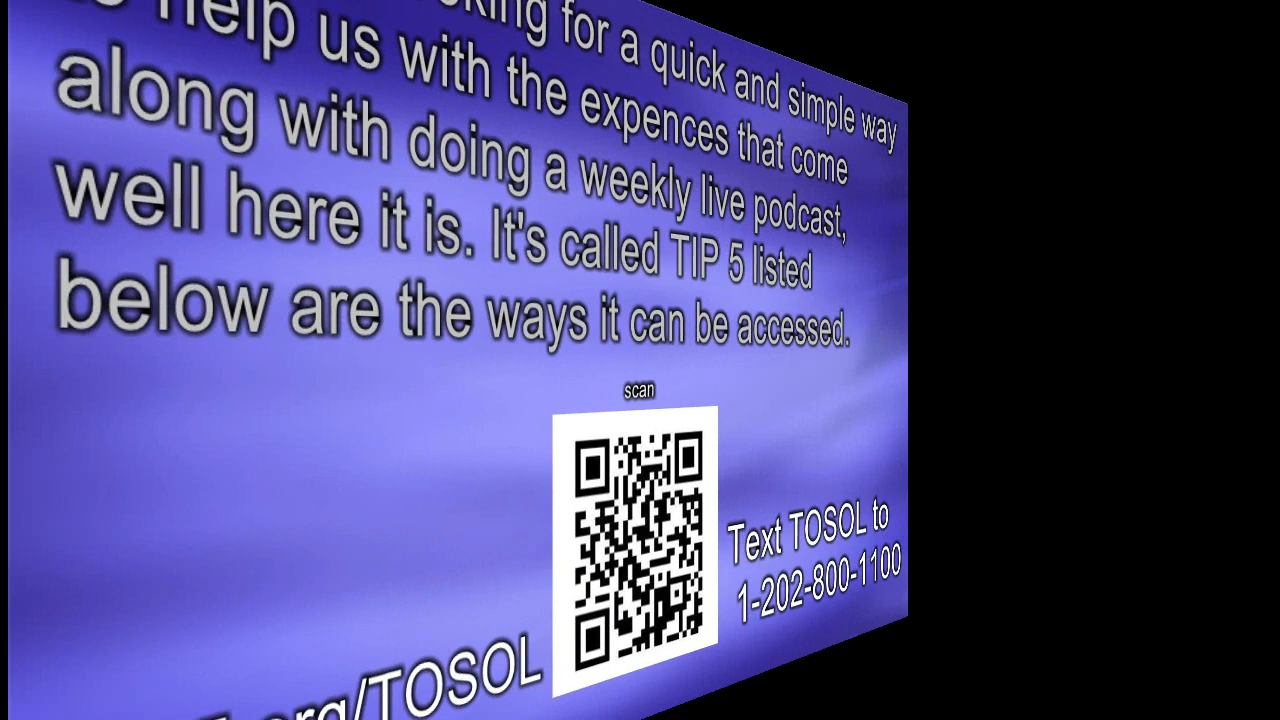 for a quick and simple way
help us with the expences that come
along with doing a weekly live podcast,
well here it is. It's called TIP 5 listed
below are the ways it can be accessed.
scan
Text TOSOL to
1-202-800-1100
.org/TOSOL